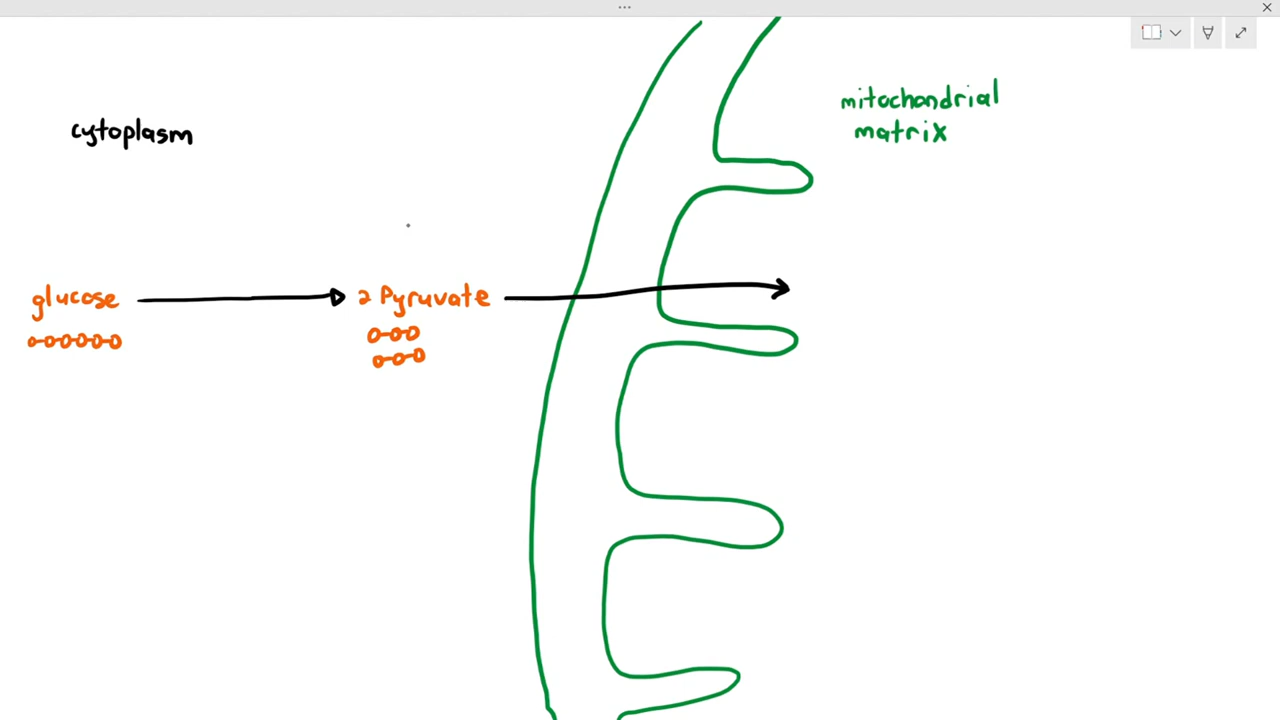 cytoplasm
mitochondrial
matrix
glucose
2 Pyruvate